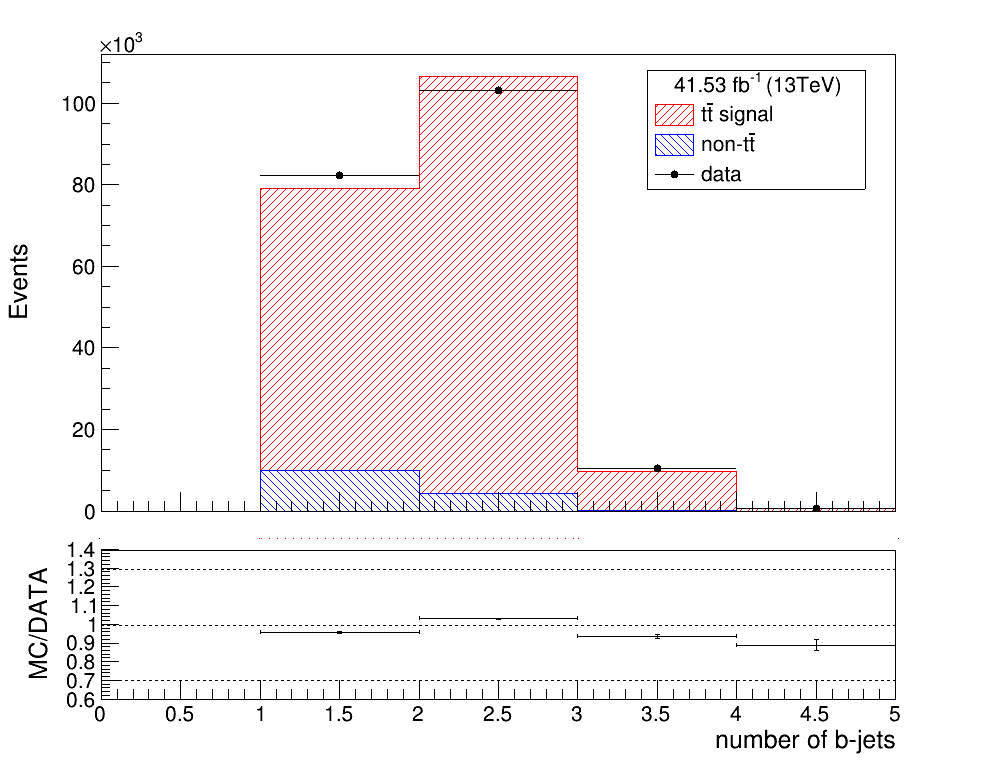 ×10³
41.53 fb⁻¹ (13TeV)
tt̄ signal
non-tt̄
data
Events
100
80
60
40
20
0
MC/DATA
1.4
1.3
1.2
1.1
1
0.9
0.8
0.7
0.6
0 0.5 1 1.5 2 2.5 3 3.5 4 4.5 5
number of b-jets